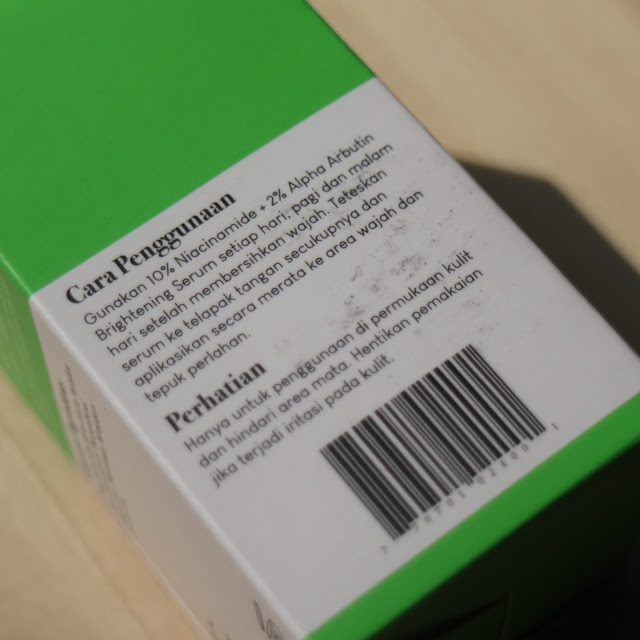 Cara Penggunaan
Gunakan 10% Niacinamide + 2% Alpha Arbutin
Brightening Serum setiap hari, pagi dan malam
hari setelah membersihkan wajah. Teteskan
serum ke telapak tangan secukupnya dan
aplikasikan secara merata ke area wajah dan
tepuk perlahan.
Perhatian
Hanya untuk penggunaan di permukaan kulit
dan hindari area mata. Hentikan pemakaian
jika terjadi iritasi pada kulit.